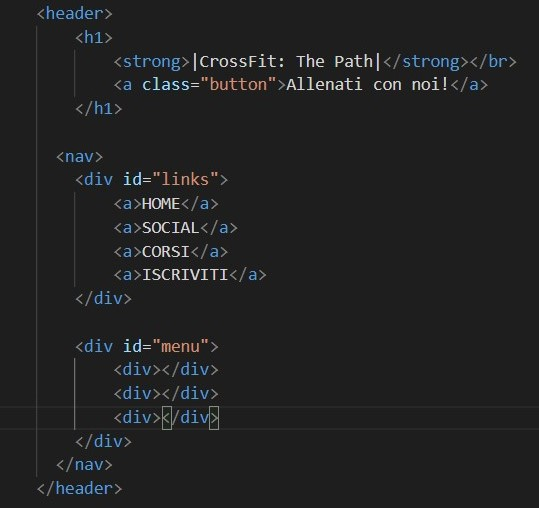 <header>
<h1>
<strong>|CrossFit: The Path|</strong></br>
<a class="button">Allenati con noi!</a>
</h1>
<nav>
<div id="links">
<a>HOME</a>
<a>SOCIAL</a>
<a>CORSI</a>
<a>ISCRIVITI</a>
</div>
<div id="menu">
<div></div>
<div></div>
<div></div>
</div>
</nav>
</header>